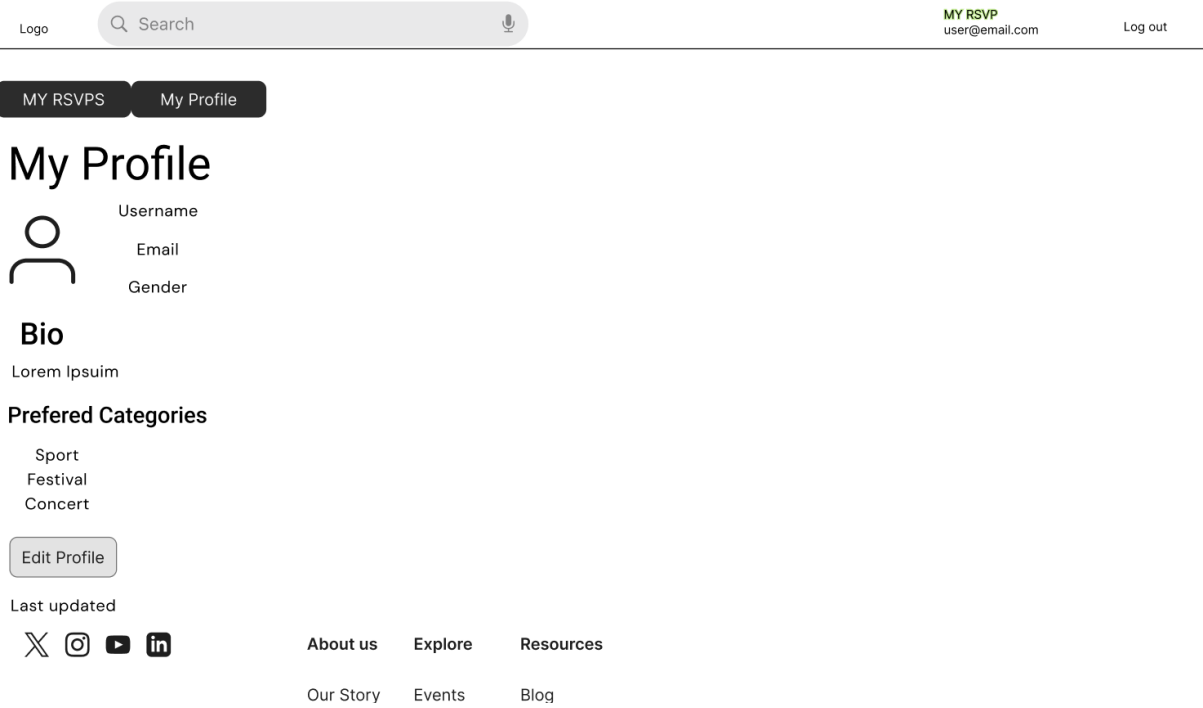 Logo
Search
MY RSVP
user@email.com
Log out
MY RSVPS
My Profile
My Profile
Username
Email
Gender
Bio
Lorem Ipsuim
Prefered Categories
Sport
Festival
Concert
Edit Profile
Last updated
in
About us
Explore
Resources
Our Story
Events
Blog